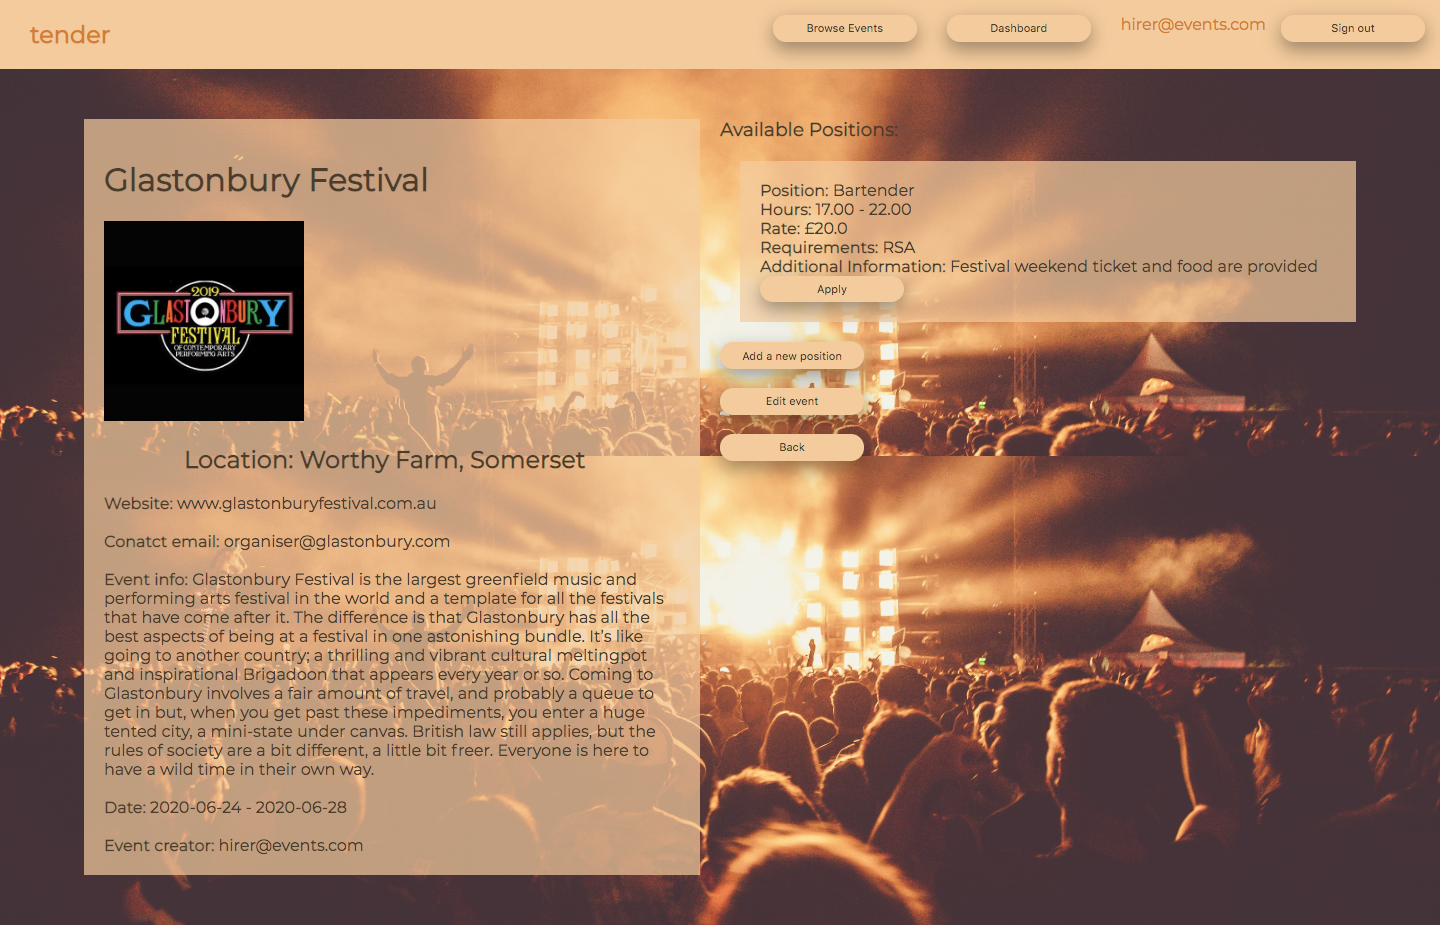 tender
Browse Events
Dashboard
hirer@events.com
Sign out
Glastonbury Festival
2019
GLASTONBURY
FESTIVAL
OF CONTEMPORARY
PERFORMING ARTS
Location: Worthy Farm, Somerset
Website: www.glastonburyfestival.com.au
Conatct email: organiser@glastonbury.com
Event info: Glastonbury Festival is the largest greenfield music and
performing arts festival in the world and a template for all the festivals
that have come after it. The difference is that Glastonbury has all the
best aspects of being at a festival in one astonishing bundle. It’s like
going to another country; a thrilling and vibrant cultural meltingpot
and inspirational Brigadoon that appears every year or so. Coming to
Glastonbury involves a fair amount of travel, and probably a queue to
get in but, when you get past these impediments, you enter a huge
tented city, a mini-state under canvas. British law still applies, but the
rules of society are a bit different, a little bit freer. Everyone is here to
have a wild time in their own way.
Date: 2020-06-24 - 2020-06-28
Event creator: hirer@events.com
Available Positions:
Position: Bartender
Hours: 17.00 - 22.00
Rate: £20.0
Requirements: RSA
Additional Information: Festival weekend ticket and food are provided
Apply
Add a new position
Edit event
Back